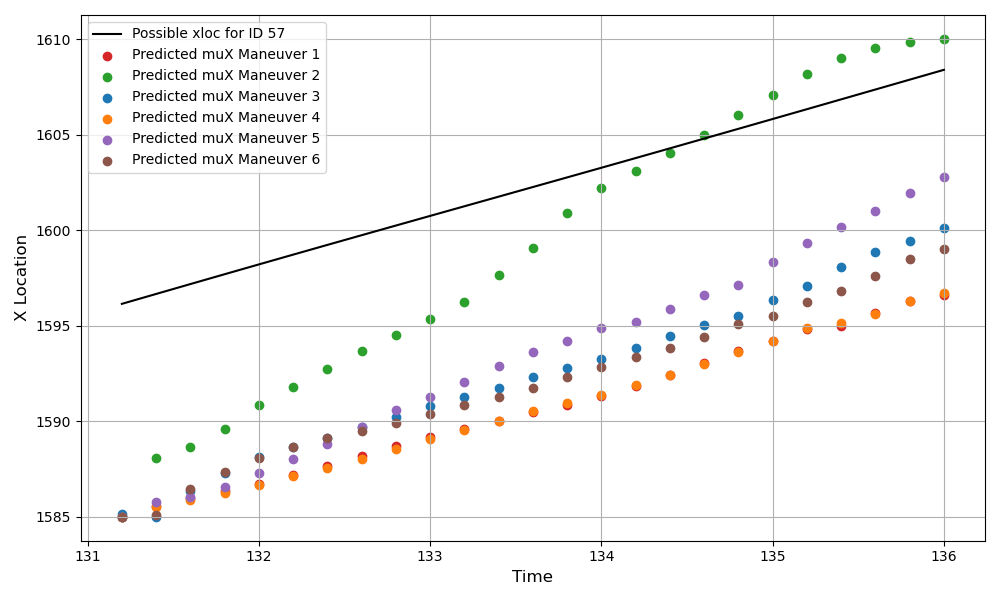 1610
1605
1600
1595
1590
1585
X Location
131
132
133
134
135
136
Time
Possible xloc for ID 57
Predicted muX Maneuver 1
Predicted muX Maneuver 2
Predicted muX Maneuver 3
Predicted muX Maneuver 4
Predicted muX Maneuver 5
Predicted muX Maneuver 6